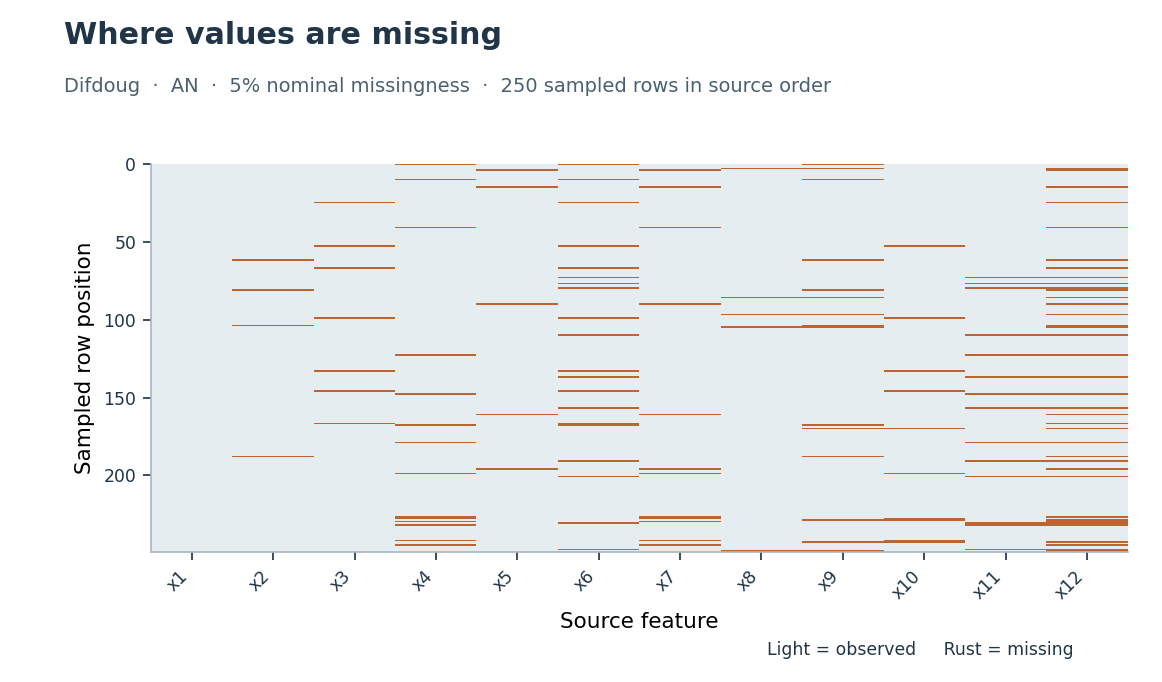 Where values are missing
Difdoug · AN · 5% nominal missingness · 250 sampled rows in source order
0
50
100
150
200
Sampled row position
x1 x2 x3 x4 x5 x6 x7 x8 x9 x10 x11 x12
Source feature
Light = observed Rust = missing